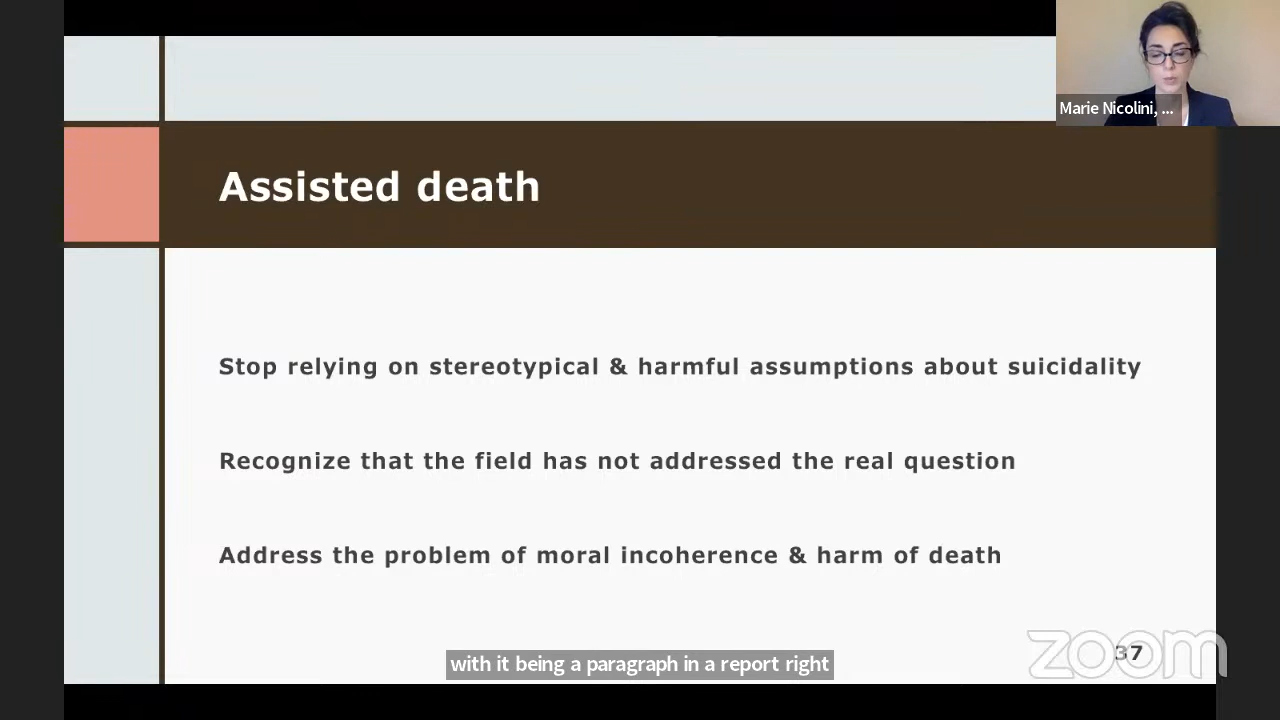 Marie Nicolini, ...
Assisted death
Stop relying on stereotypical & harmful assumptions about suicidality
Recognize that the field has not addressed the real question
Address the problem of moral incoherence & harm of death
with it being a paragraph in a report right
zoom
37